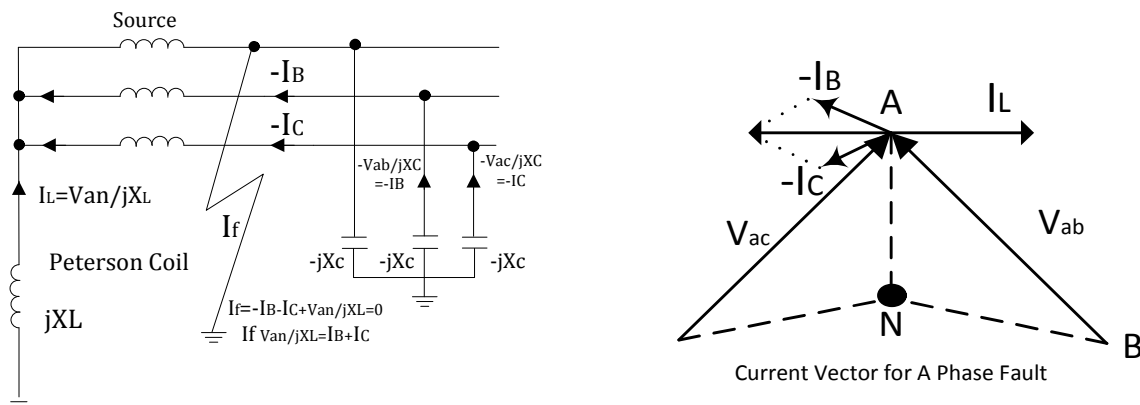 Source
-IB
-IC
-Vab/jXC
=-IB
-Vac/jXC
=-IC
IL=Van/jXL
If
Peterson Coil
-jXc
-jXc
-jXc
jXL
If=-IB-IC+Van/jXL=0
If Van/jXL=IB+IC
-IB
A
IL
-IC
Vac
Vab
N
B
Current Vector for A Phase Fault